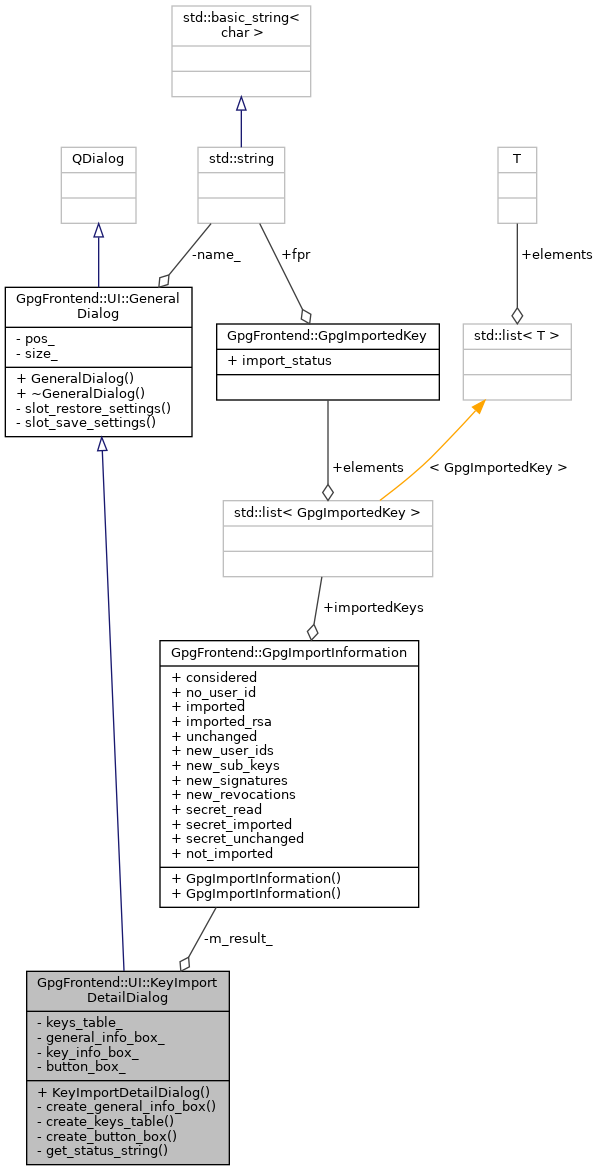 std::basic_string<
char >
QDialog
std::string
T
-name_
+fpr
+elements
GpgFrontend::UI::General
Dialog
- pos_
- size_
+ GeneralDialog()
+ ~GeneralDialog()
- slot_restore_settings()
- slot_save_settings()
GpgFrontend::GpgImportedKey
+ import_status
std::list< T >
+elements
< GpgImportedKey >
std::list< GpgImportedKey >
+importedKeys
GpgFrontend::GpgImportInformation
+ considered
+ no_user_id
+ imported
+ imported_rsa
+ unchanged
+ new_user_ids
+ new_sub_keys
+ new_signatures
+ new_revocations
+ secret_read
+ secret_imported
+ secret_unchanged
+ not_imported
+ GpgImportInformation()
+ GpgImportInformation()
-m_result_
GpgFrontend::UI::KeyImport
DetailDialog
- keys_table_
- general_info_box_
- key_info_box_
- button_box_
+ KeyImportDetailDialog()
- create_general_info_box()
- create_keys_table()
- create_button_box()
- get_status_string()